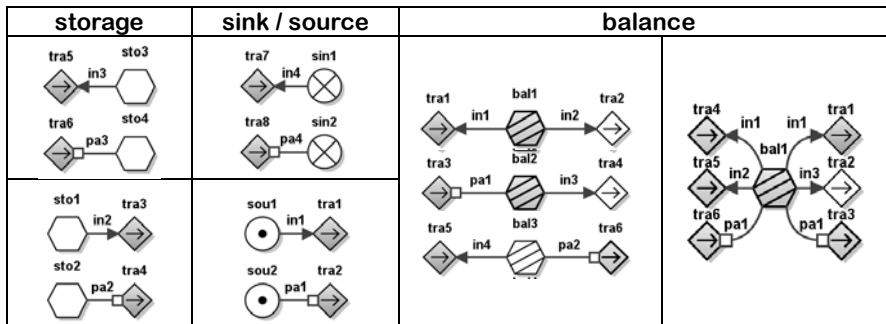 storage
sink / source
balance
tra5
sto3
in3
tra6
sto4
pa3
sto1
tra3
in2
sto2
tra4
pa2
tra7
sin1
in4
tra8
sin2
pa4
sou1
tra1
in1
sou2
tra2
pa1
bal1
tra1
in1
in2
tra2
bal2
tra3
pa1
in3
tra4
bal3
tra5
in4
pa2
tra6
tra4
in1
in1
tra1
bal1
tra5
in2
in3
tra2
tra6
pa1
pa1
tra3